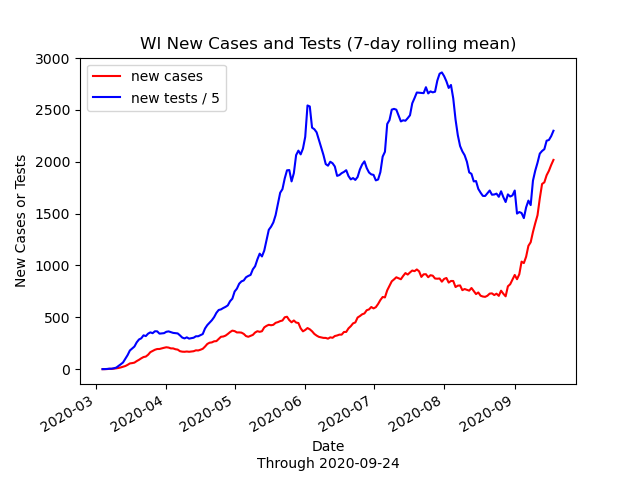 WI New Cases and Tests (7-day rolling mean)
new cases
new tests / 5
3000
2500
2000
1500
1000
500
0
New Cases or Tests
2020-03
2020-04
2020-05
2020-06
2020-07
2020-08
2020-09
Date
Through 2020-09-24